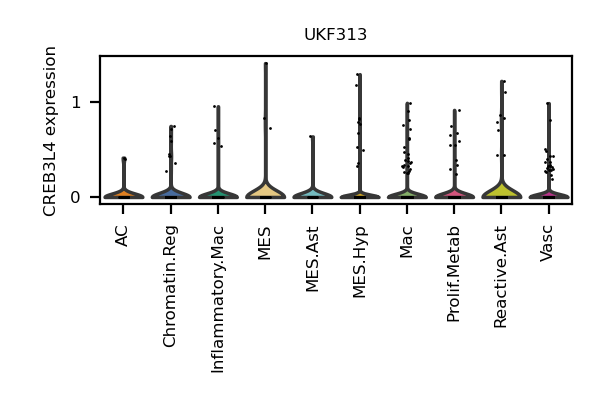 UKF313
CREB3L4 expression
1
0
AC
Chromatin.Reg
Inflammatory.Mac
MES
MES.Ast
MES.Hyp
Mac
Prolif.Metab
Reactive.Ast
Vasc